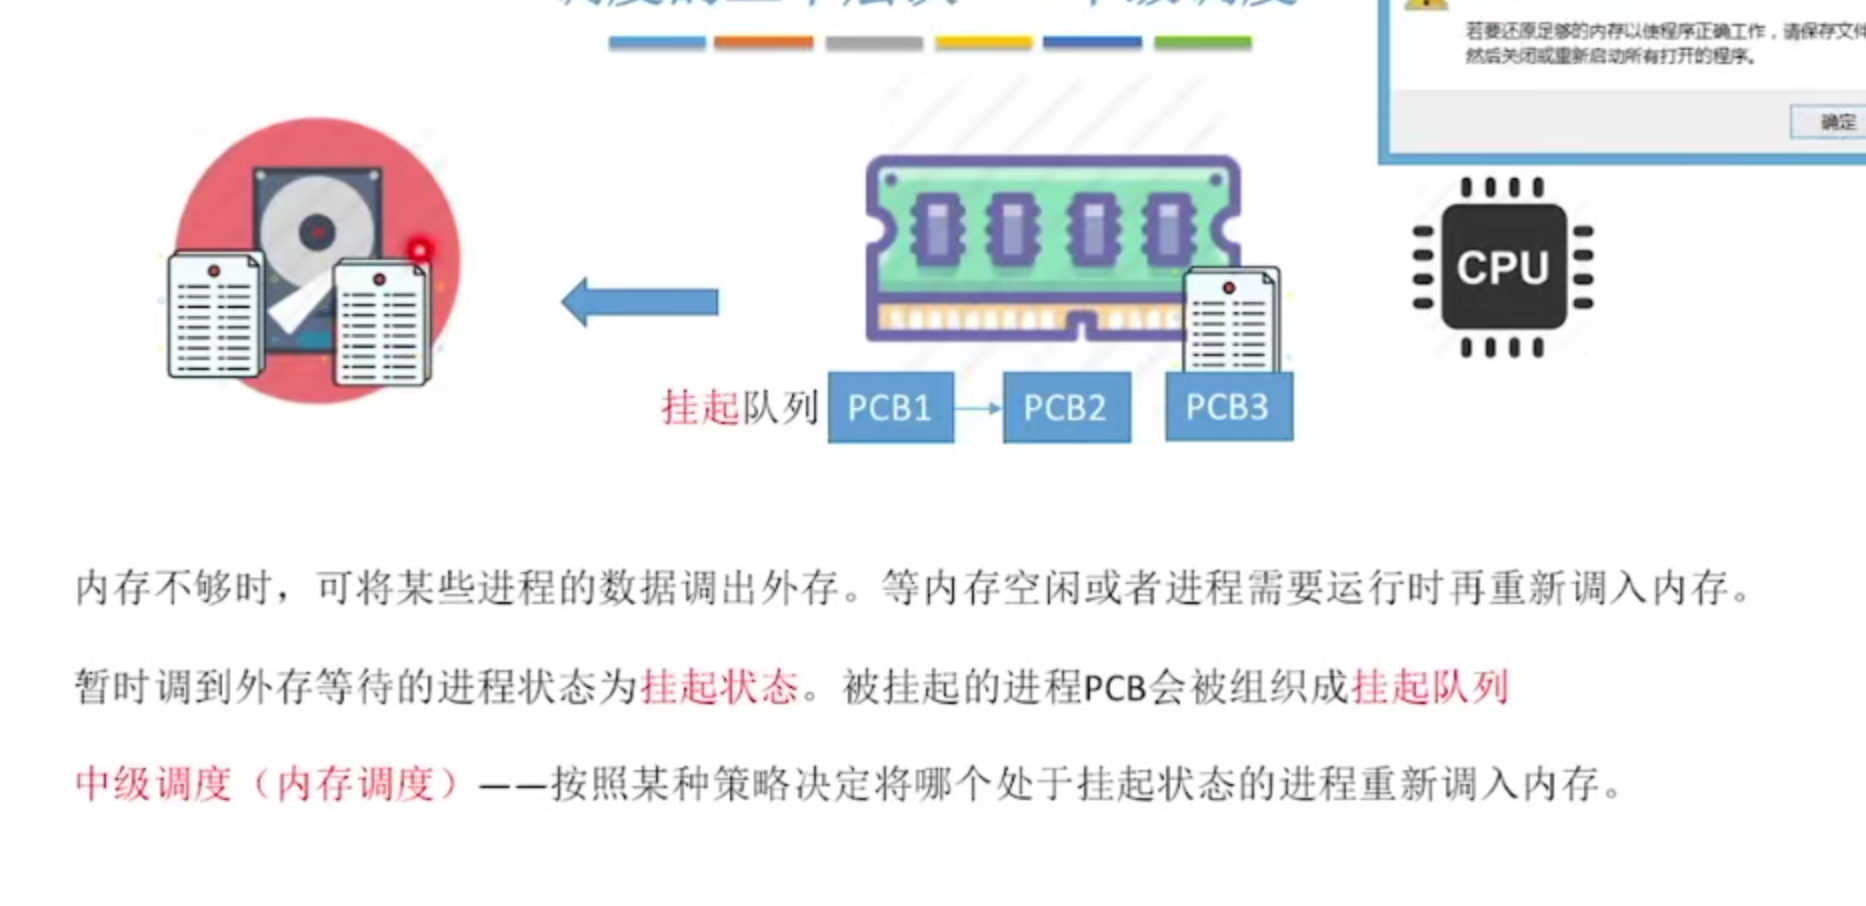 若要还原足够的内存以使程序正确工作，请保存文件
然后关闭或重新启动所有打开的程序。
确定
CPU
挂起队列 PCB1 PCB2 PCB3
内存不够时，可将某些进程的数据调出外存。等内存空闲或者进程需要运行时再重新调入内存。
暂时调到外存等待的进程状态为挂起状态。被挂起的进程PCB会被组织成挂起队列
中级调度（内存调度）——按照某种策略决定将哪个处于挂起状态的进程重新调入内存。